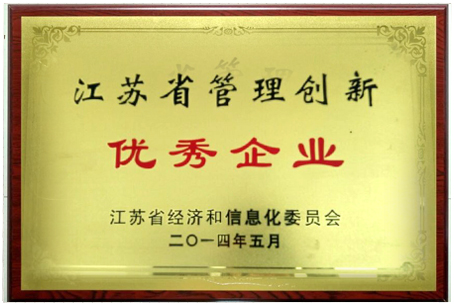 江苏省管理创新
优秀企业
江苏省经济和信息化委员会
二〇一四年五月